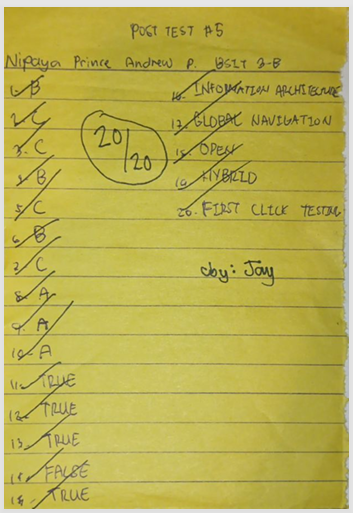 POST TEST #5
Nipaya Prince Andrew P. BSIT 3-B
1. B
2. C
3. C
4. B
5. C
6. B
7. C
8. A
9. A
10. A
11. TRUE
12. TRUE
13. TRUE
14. FALSE
15. TRUE
16. INFORMATION ARCHITECTURE
17. GLOBAL NAVIGATION
18. OPEN
19. HYBRID
20. FIRST CLICK TESTING
20/20
cby: Jay